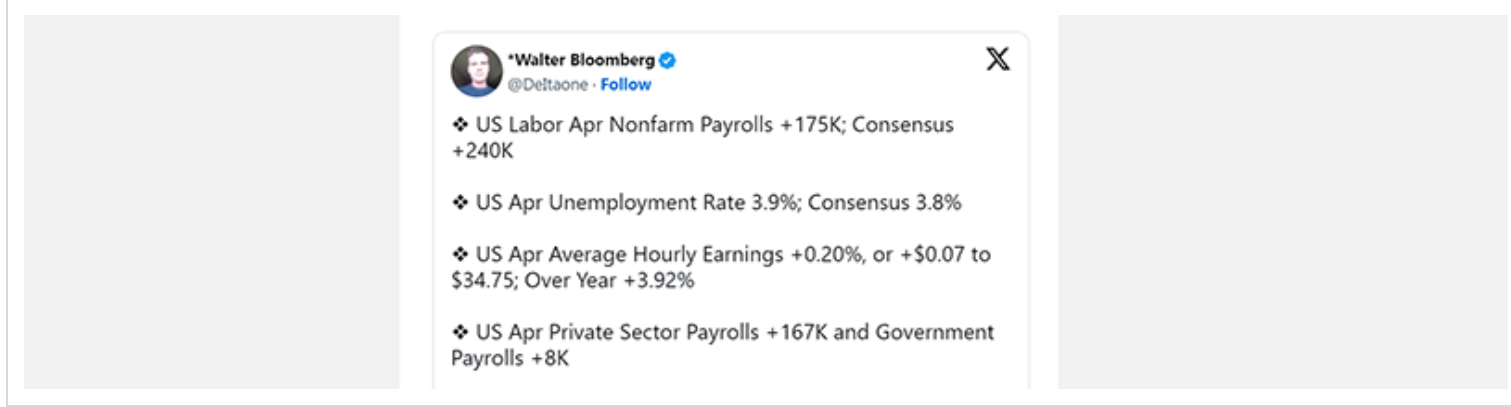 *Walter Bloomberg
@DeItaone · Follow
❖ US Labor Apr Nonfarm Payrolls +175K; Consensus
+240K
❖ US Apr Unemployment Rate 3.9%; Consensus 3.8%
❖ US Apr Average Hourly Earnings +0.20%, or +$0.07 to
$34.75; Over Year +3.92%
❖ US Apr Private Sector Payrolls +167K and Government
Payrolls +8K